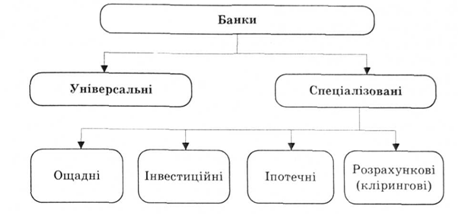 Банки
Універсальні
Спеціалізовані
Ощадні
Інвестиційні
Іпотечні
Розрахункові
(клірингові)